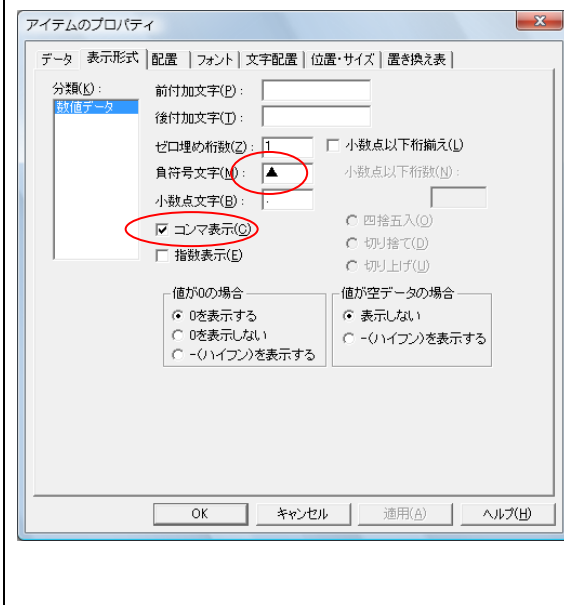 アイテムのプロパティ
データ 表示形式 配置 フォント 文字配置 位置・サイズ 置き換え表
分類(K):
数値データ
前付加文字(P):
後付加文字(T):
ゼロ埋め桁数(Z): 1
小数点以下桁揃え(L)
負符号文字(M): ▲
小数点以下桁数(N):
小数点文字(B): .
コンマ表示(C)
指数表示(E)
四捨五入(O)
切り捨て(D)
切り上げ(U)
値が0の場合
0を表示する
0を表示しない
-(ハイフン)を表示する
値が空データの場合
表示しない
-(ハイフン)を表示する
OK キャンセル 適用(A) ヘルプ(H)